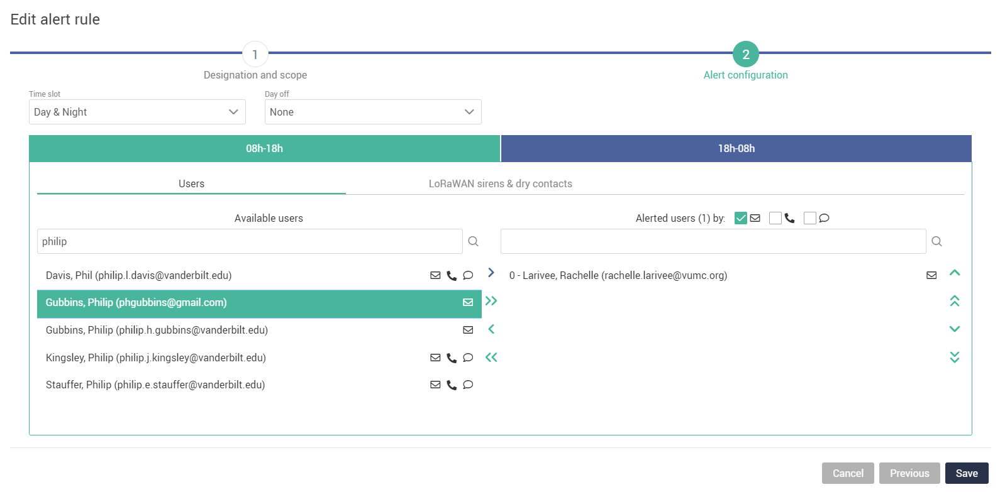 Edit alert rule
1
2
Designation and scope
Alert configuration
Time slot
Day off
Day & Night
None
08h-18h
18h-08h
Users
LoRaWAN sirens & dry contacts
Available users
Alerted users (1) by:
philip
Davis, Phil (philip.l.davis@vanderbilt.edu)
0 - Larivee, Rachelle (rachelle.larivee@vumc.org)
Gubbins, Philip (phgubbins@gmail.com)
Gubbins, Philip (philip.h.gubbins@vanderbilt.edu)
Kingsley, Philip (philip.j.kingsley@vanderbilt.edu)
Stauffer, Philip (philip.e.stauffer@vanderbilt.edu)
Cancel
Previous
Save